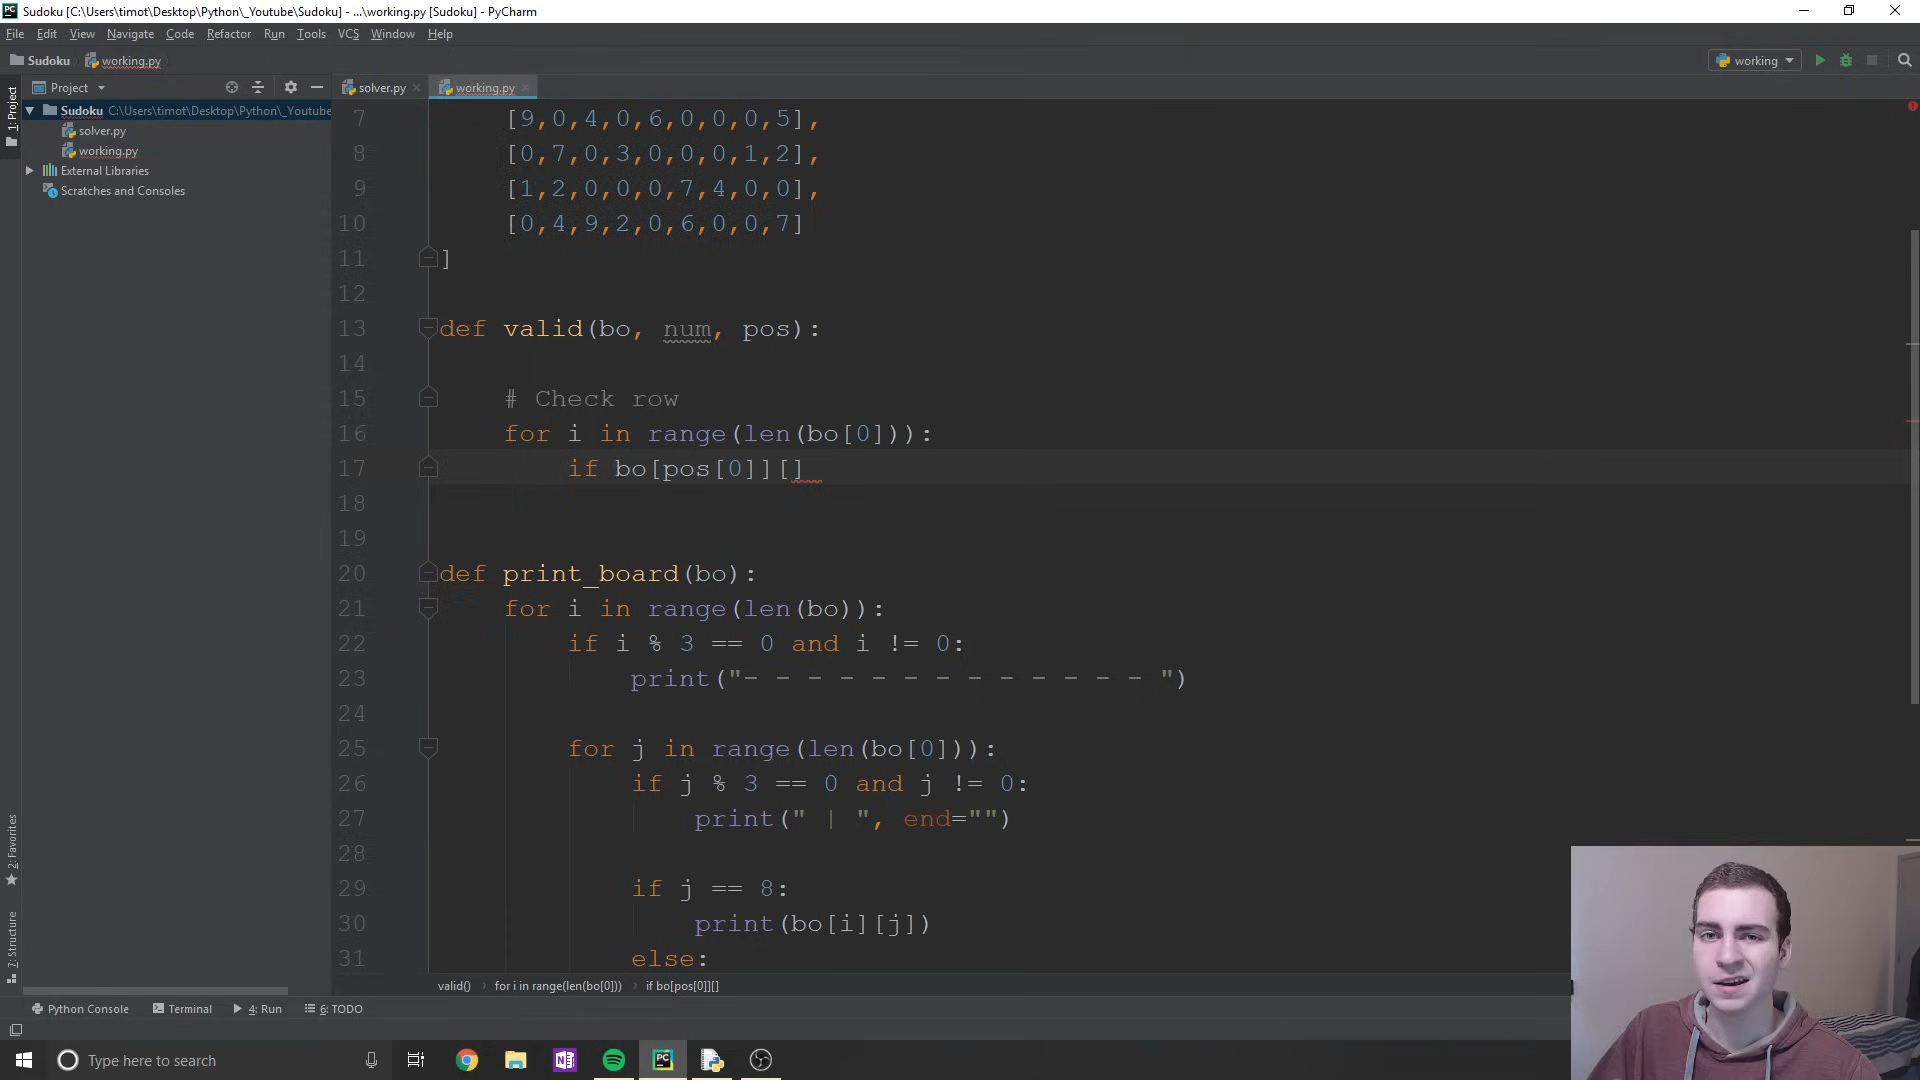 Sudoku [C:\Users\timot\Desktop\Python\_Youtube\Sudoku] - ...\working.py [Sudoku] - PyCharm
File Edit View Navigate Code Refactor Run Tools VCS Window Help
Sudoku working.py
working
Project
solver.py working.py
1: Project
Sudoku C:\Users\timot\Desktop\Python\_Youtube
solver.py
working.py
External Libraries
Scratches and Consoles
7 [9,0,4,0,6,0,0,0,5],
8 [0,7,0,3,0,0,0,1,2],
9 [1,2,0,0,0,7,4,0,0],
10 [0,4,9,2,0,6,0,0,7]
11 ]
12
13 def valid(bo, num, pos):
14
15 # Check row
16 for i in range(len(bo[0])):
17 if bo[pos[0]][]
18
19
20 def print_board(bo):
21 for i in range(len(bo)):
22 if i % 3 == 0 and i != 0:
23 print("- - - - - - - - - - - - - ")
24
25 for j in range(len(bo[0])):
26 if j % 3 == 0 and j != 0:
27 print(" | ", end="")
28
29 if j == 8:
30 print(bo[i][j])
31 else:
2: Favorites
7: Structure
valid() for i in range(len(bo[0])) if bo[pos[0]][]
Python Console Terminal 4: Run 6: TODO
Type here to search